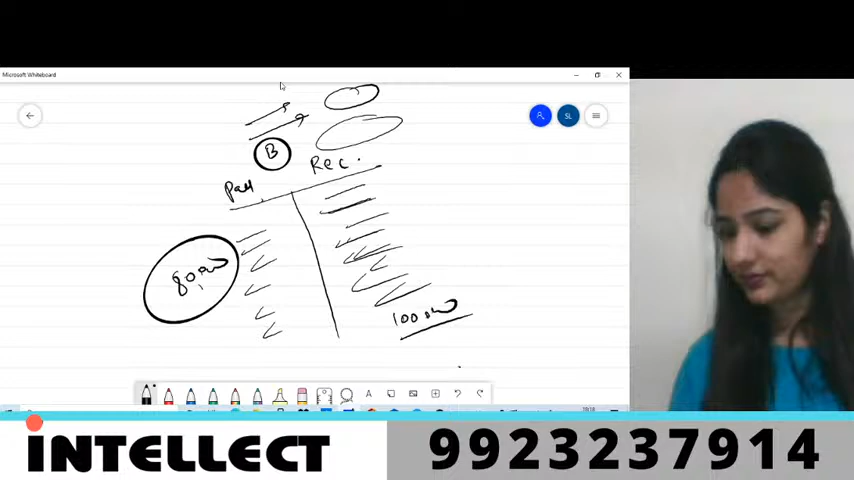 Microsoft Whiteboard
SL
B
Rec.
Pay
80,000
100,000
A
INTELLECT
9923237914